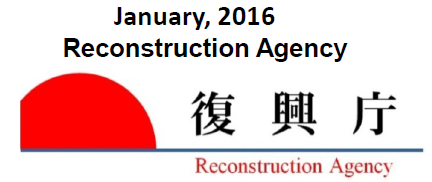 January, 2016
Reconstruction Agency
復興庁
Reconstruction Agency